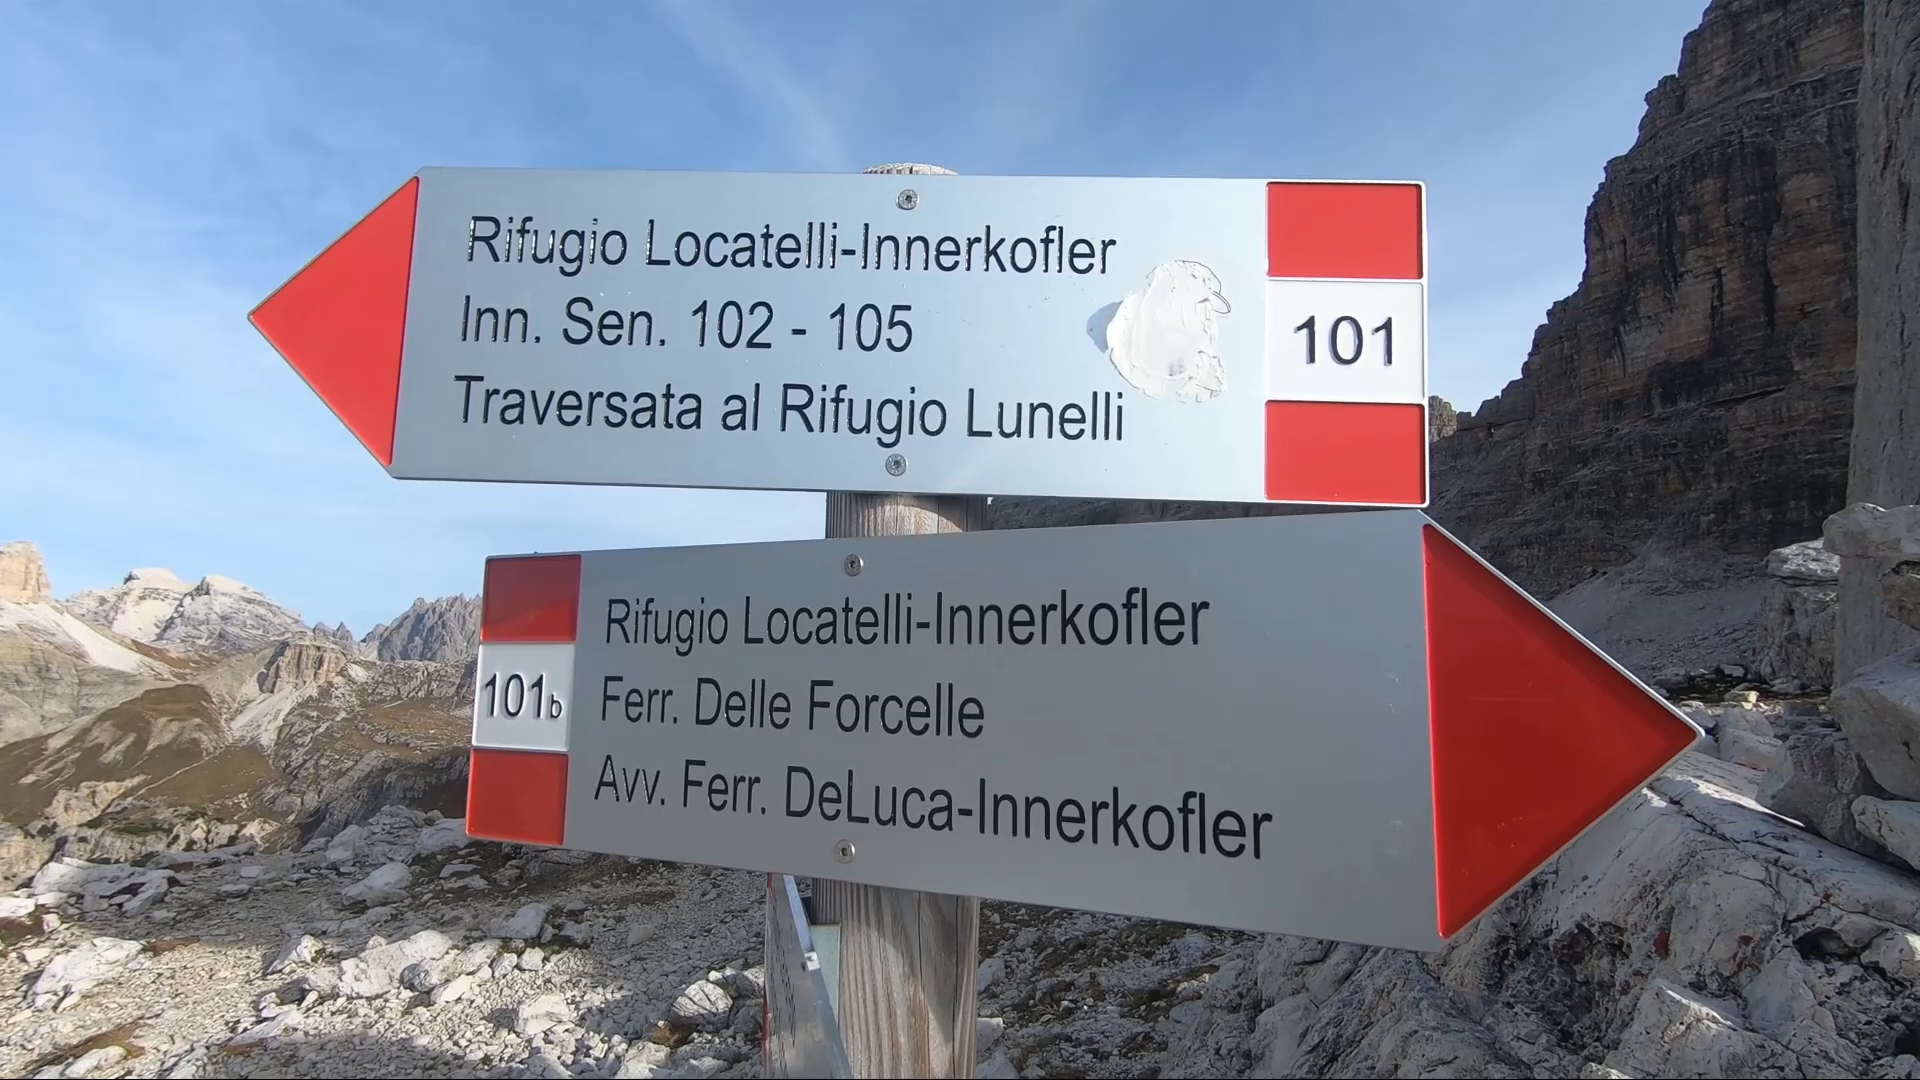 Rifugio Locatelli-Innerkofler
Inn. Sen. 102 - 105
Traversata al Rifugio Lunelli
101
101b
Rifugio Locatelli-Innerkofler
Ferr. Delle Forcelle
Avv. Ferr. DeLuca-Innerkofler